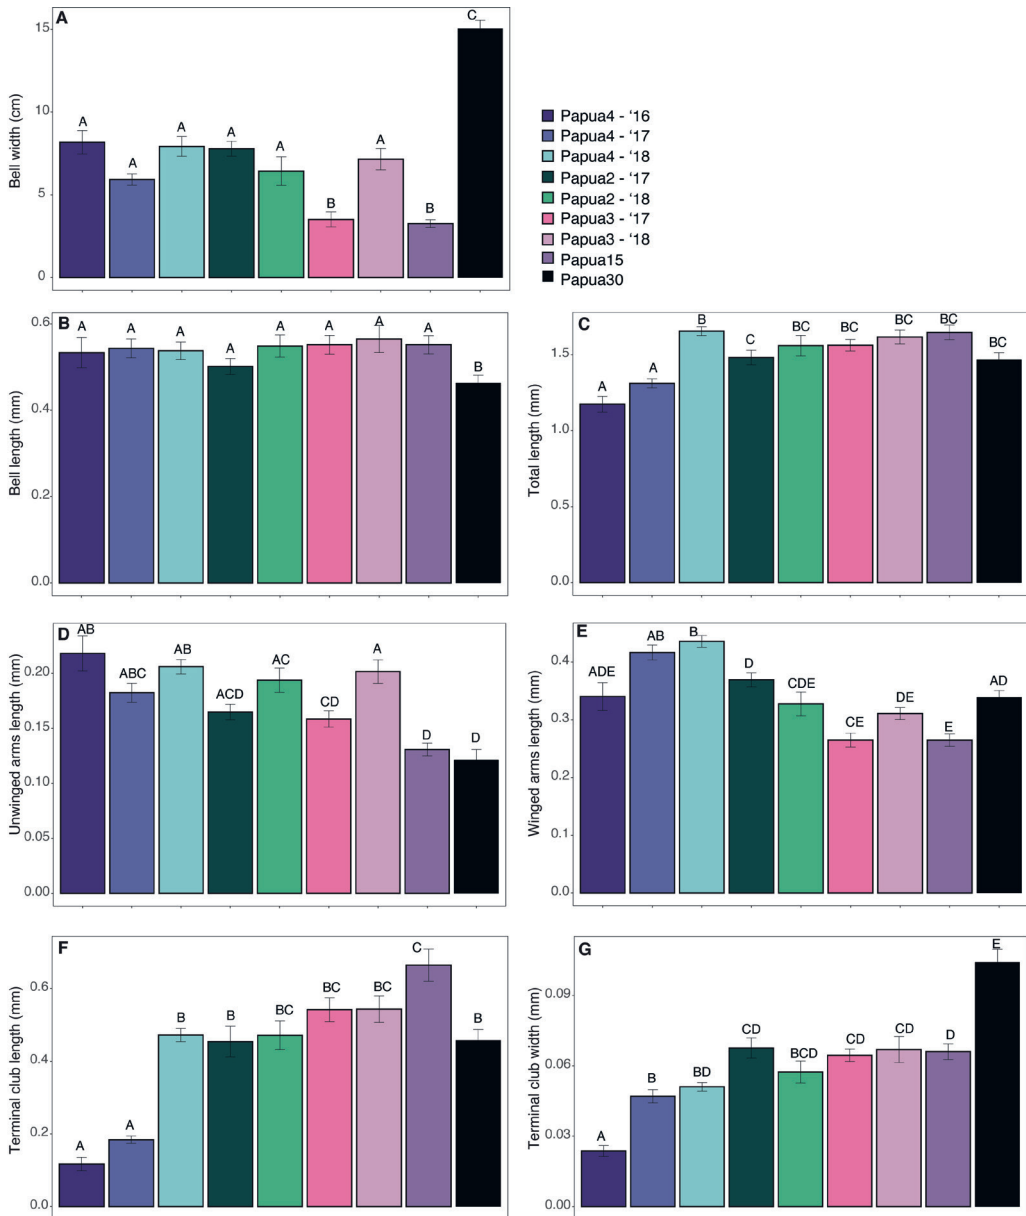 A
Bell width (cm)
15
10
5
0
A
A
A
A
A
B
A
B
C
Papua4 - ‘16
Papua4 - ‘17
Papua4 - ‘18
Papua2 - ‘17
Papua2 - ‘18
Papua3 - ‘17
Papua3 - ‘18
Papua15
Papua30
B
Bell length (mm)
0.6
0.4
0.2
0.0
A
A
A
A
A
A
A
A
B
C
Total length (mm)
1.5
1.0
1.5
0.0
A
A
B
C
BC
BC
BC
BC
BC
D
Unwinged arms length (mm)
0.20
0.15
0.10
0.05
0.00
AB
ABC
AB
ACD
AC
CD
A
D
D
E
Winged arms length (mm)
0.4
0.3
0.2
0.1
0.0
ADE
AB
B
D
CDE
CE
DE
E
AD
F
Terminal club length (mm)
0.6
0.4
0.2
0.0
A
A
B
B
BC
BC
BC
C
B
G
Terminal club width (mm)
0.09
0.06
0.03
0.00
A
B
BD
CD
BCD
CD
CD
D
E